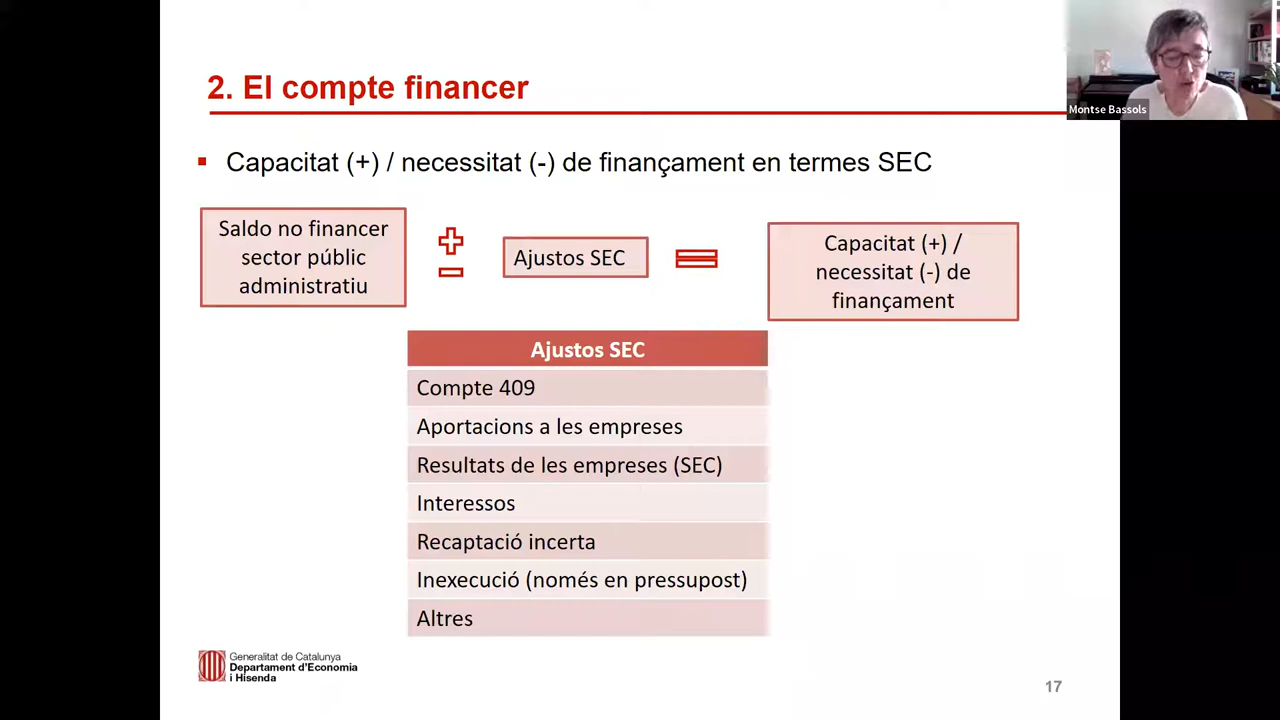 2. El compte financer
Montse Bassols
Capacitat (+) / necessitat (-) de finançament en termes SEC
Saldo no financer
sector públic
administratiu
Ajustos SEC
Capacitat (+) /
necessitat (-) de
finançament
Ajustos SEC
Compte 409
Aportacions a les empreses
Resultats de les empreses (SEC)
Interessos
Recaptació incerta
Inexecució (només en pressupost)
Altres
Generalitat de Catalunya
Departament d'Economia
i Hisenda
17